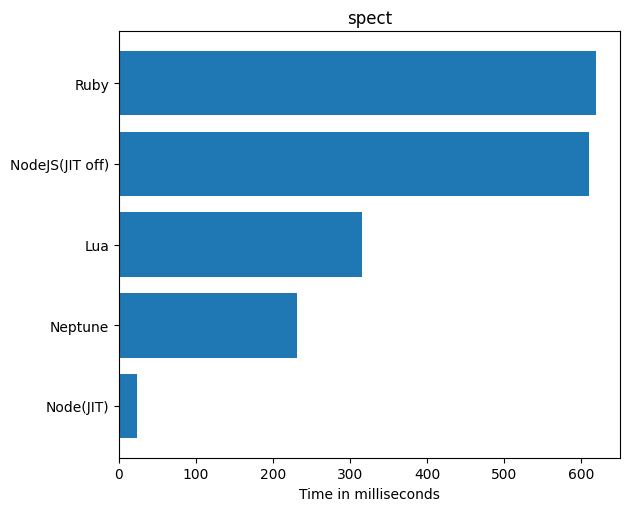 spect
Ruby
NodeJS(JIT off)
Lua
Neptune
Node(JIT)
0 100 200 300 400 500 600
Time in milliseconds